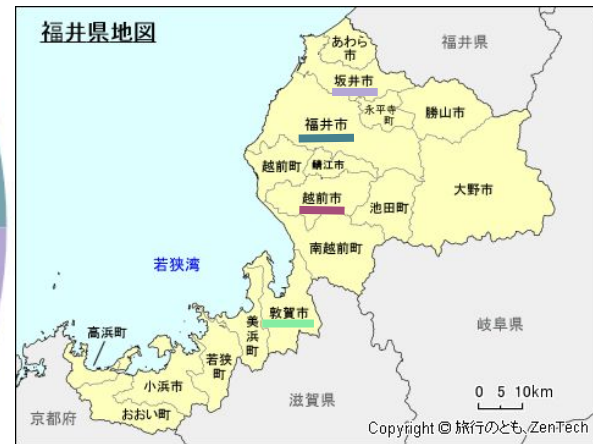 福井県地図
福井県
あわら
市
坂井市
永平寺
町
勝山市
福井市
越前町
鯖江市
大野市
越前市
池田町
南越前町
若狭湾
敦賀市
美浜町
若狭
町
高浜町
小浜市
おおい町
岐阜県
滋賀県
京都府
0 5 10km
Copyright © 旅行のとも、ZenTech